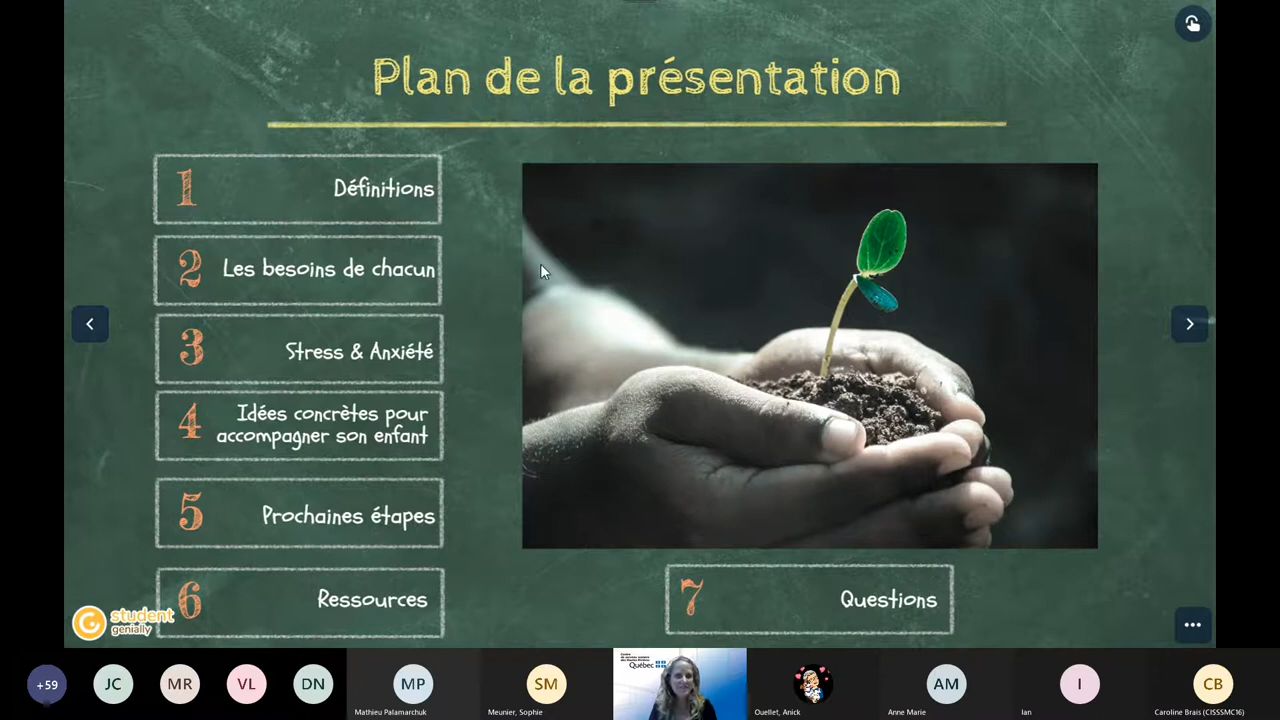 Plan de la présentation
1 Définitions
2 Les besoins de chacun
3 Stress & Anxiété
4 Idées concrètes pour
accompagner son enfant
5 Prochaines étapes
6 Ressources
7 Questions
student
genially
Québec
+59
JC
MR
VL
DN
MP
Mathieu Palamarchuk
SM
Meunier, Sophie
Ouellet, Anick
AM
Anne Marie
I
Ian
CB
Caroline Brais (CISSSMC16)